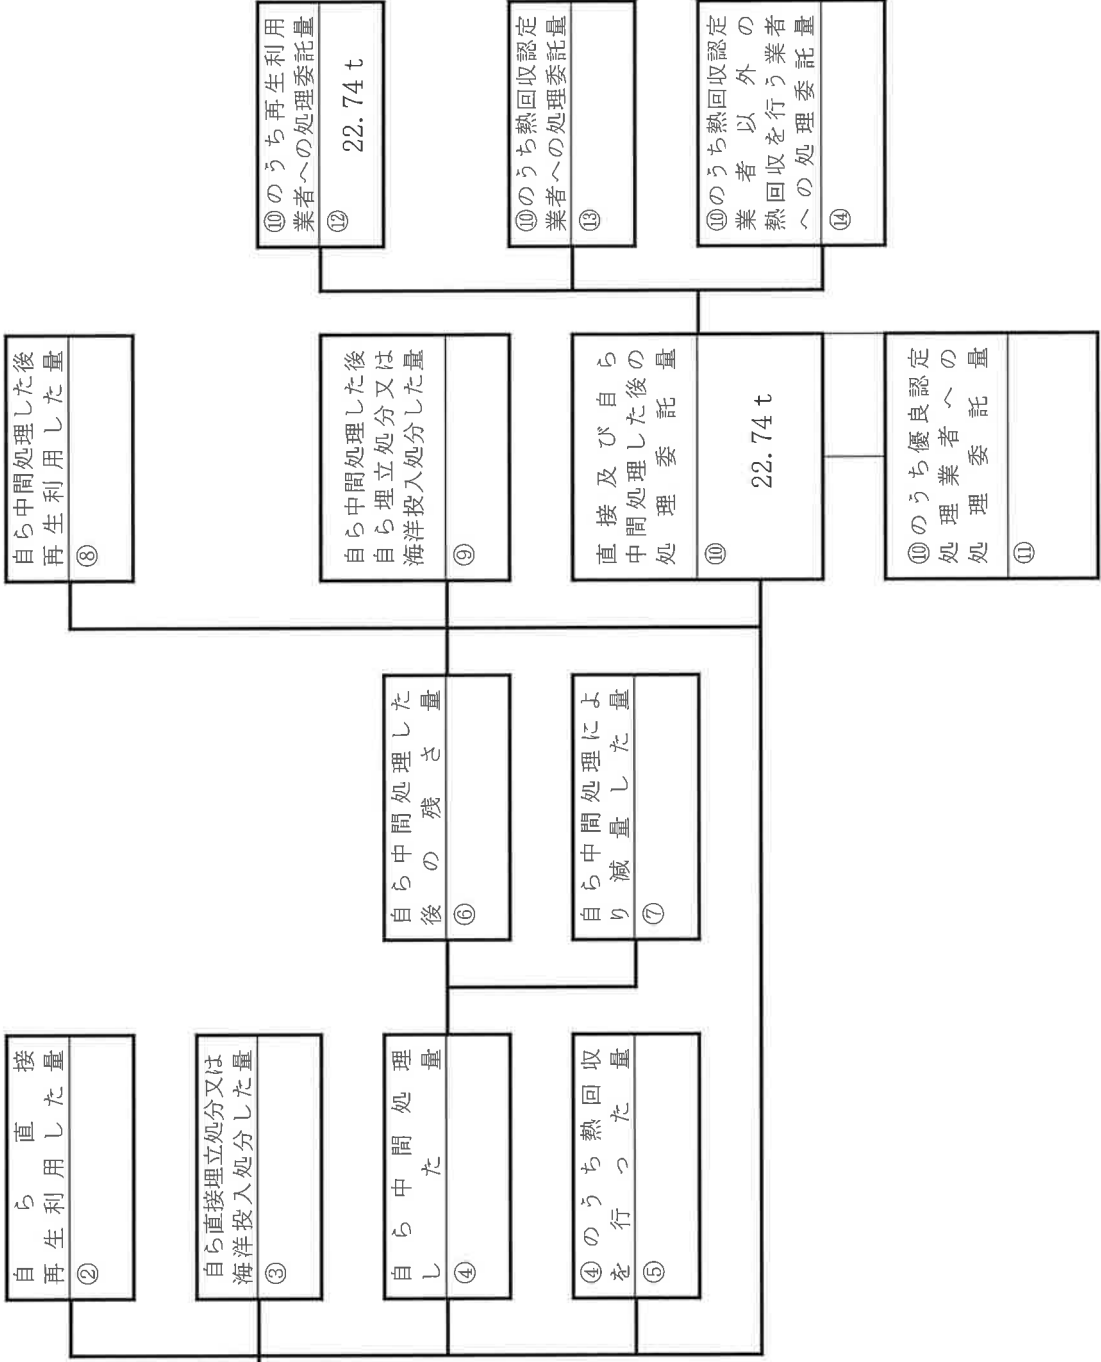 自ら直接
再生利用した量
②
自ら直接埋立処分又は
海洋投入処分した量
③
自ら中間処理
した量
④
④のうち熱回収
を行った量
⑤
自ら中間処理した
後の残さ量
⑥
自ら中間処理によ
り減量した量
⑦
自ら中間処理した後
再生利用した量
⑧
自ら中間処理した後
自ら埋立処分又は
海洋投入処分した量
⑨
直接及び自ら
中間処理した後の
処理委託量
⑩
22.74 t
⑩のうち優良認定
処理業者への
処理委託量
⑪
⑩のうち再生利用
業者への処理委託量
⑫
22.74 t
⑩のうち熱回収認定
業者への処理委託量
⑬
⑩のうち熱回収認定
業者以外の
熱回収を行う業者
への処理委託量
⑭